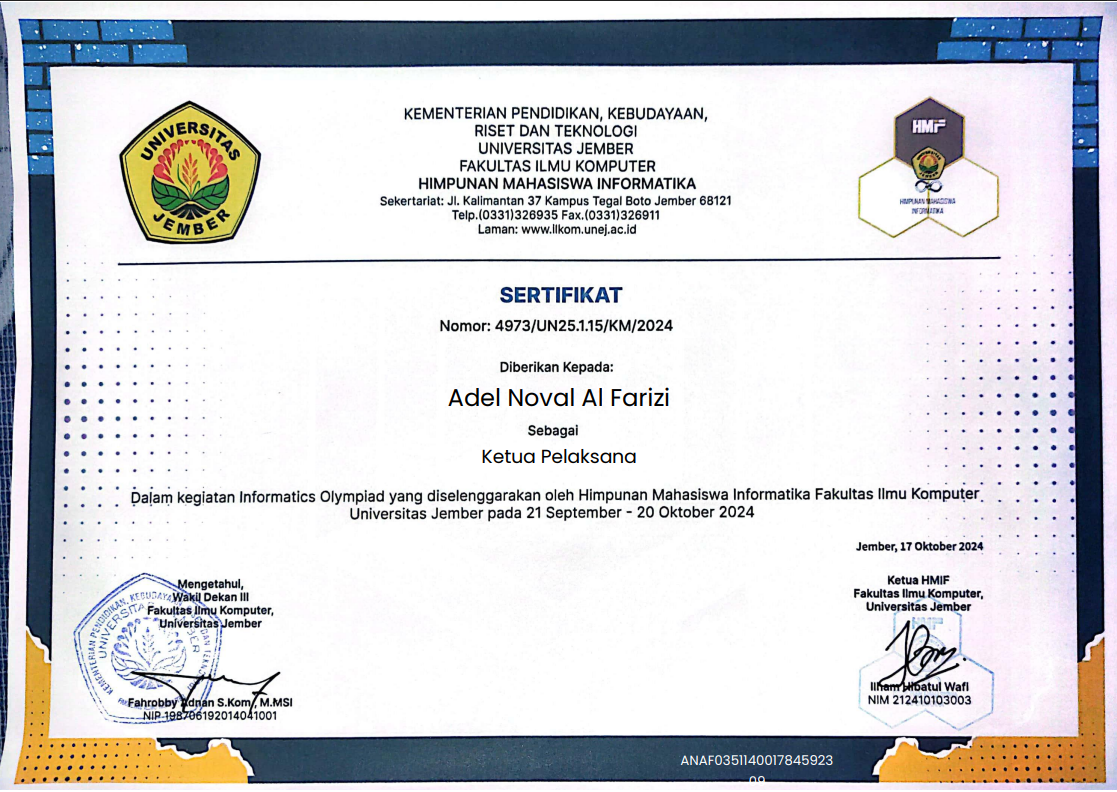 UNIVERSITAS
JEMBER
KEMENTERIAN PENDIDIKAN, KEBUDAYAAN,
RISET DAN TEKNOLOGI
UNIVERSITAS JEMBER
FAKULTAS ILMU KOMPUTER
HIMPUNAN MAHASISWA INFORMATIKA
Sekertariat: Jl. Kalimantan 37 Kampus Tegal Boto Jember 68121
Telp.(0331)326935 Fax.(0331)326911
Laman: www.ilkom.unej.ac.id
HMIF
HIMPUNAN MAHASISWA
INFORMATIKA
SERTIFIKAT
Nomor: 4973/UN25.1.15/KM/2024
Diberikan Kepada:
Adel Noval Al Farizi
Sebagai
Ketua Pelaksana
Dalam kegiatan Informatics Olympiad yang diselenggarakan oleh Himpunan Mahasiswa Informatika Fakultas Ilmu Komputer
Universitas Jember pada 21 September - 20 Oktober 2024
Jember, 17 Oktober 2024
Mengetahui,
Wakil Dekan III
Fakultas Ilmu Komputer,
Universitas Jember
Fahrobby Adnan S.Kom., M.MSI
NIP 198706192014041001
Ketua HMIF
Fakultas Ilmu Komputer,
Universitas Jember
Ilham Hibatul Wafi
NIM 212410103003
ANAF0351140017845923
09